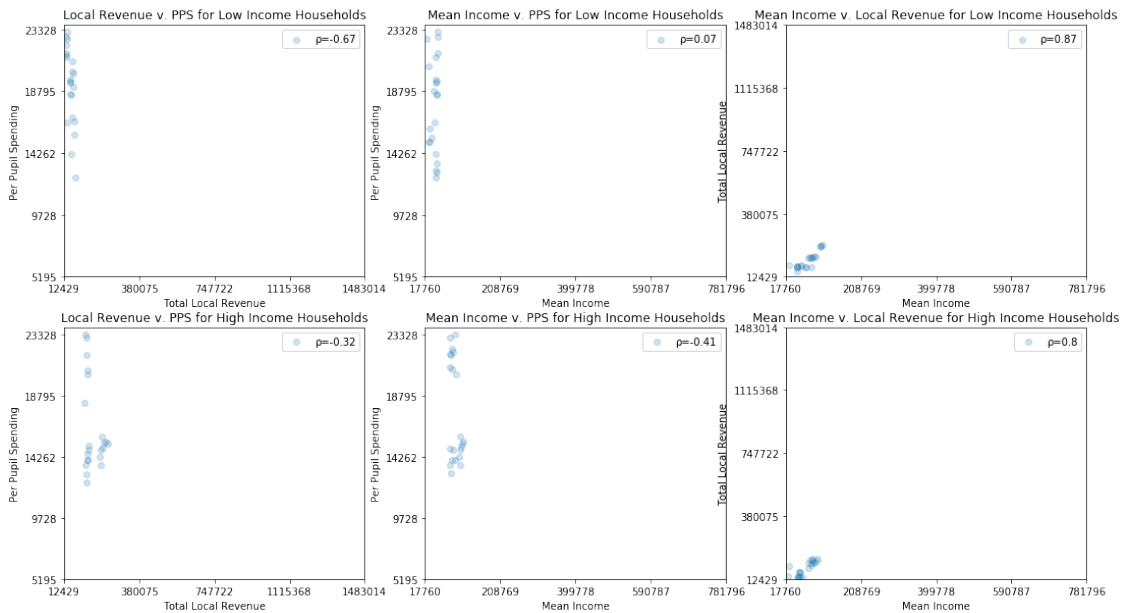 Local Revenue v. PPS for Low Income Households
ρ=-0.67
23328
18795
14262
9728
5195
Per Pupil Spending
12429 380075 747722 1115368 1483014
Total Local Revenue
Mean Income v. PPS for Low Income Households
ρ=0.07
23328
18795
14262
9728
5195
Per Pupil Spending
17760 208769 399778 590787 781796
Mean Income
Mean Income v. Local Revenue for Low Income Households
ρ=0.87
1483014
1115368
747722
380075
12429
Total Local Revenue
17760 208769 399778 590787 781796
Mean Income
Local Revenue v. PPS for High Income Households
ρ=-0.32
23328
18795
14262
9728
5195
Per Pupil Spending
12429 380075 747722 1115368 1483014
Total Local Revenue
Mean Income v. PPS for High Income Households
ρ=-0.41
23328
18795
14262
9728
5195
Per Pupil Spending
17760 208769 399778 590787 781796
Mean Income
Mean Income v. Local Revenue for High Income Households
ρ=0.8
1483014
1115368
747722
380075
12429
Total Local Revenue
17760 208769 399778 590787 781796
Mean Income